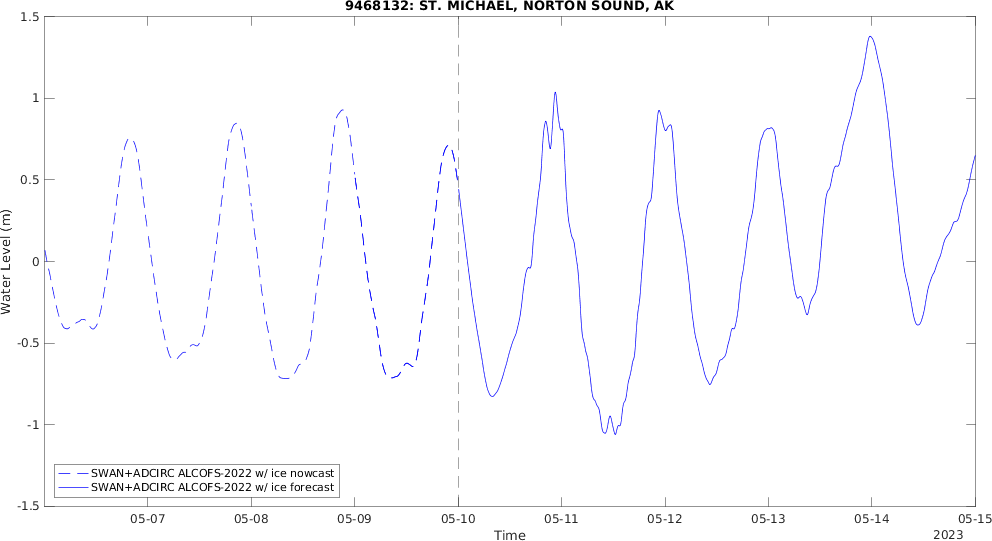 9468132: ST. MICHAEL, NORTON SOUND, AK
1.5
1
0.5
0
-0.5
-1
-1.5
Water Level (m)
SWAN+ADCIRC ALCOFS-2022 w/ ice nowcast
SWAN+ADCIRC ALCOFS-2022 w/ ice forecast
05-07 05-08 05-09 05-10 05-11 05-12 05-13 05-14 05-15
Time
2023